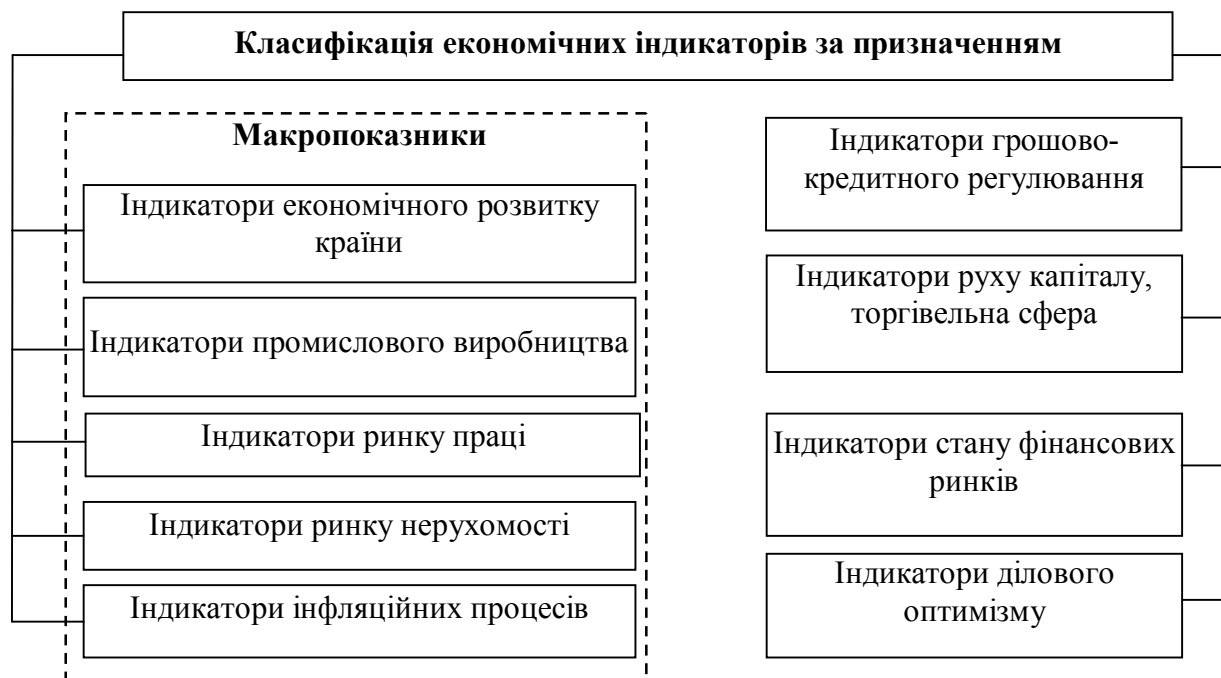 Класифікація економічних індикаторів за призначенням
Макропоказники
Індикатори економічного розвитку
країни
Індикатори промислового виробництва
Індикатори ринку праці
Індикатори ринку нерухомості
Індикатори інфляційних процесів
Індикатори грошово-
кредитного регулювання
Індикатори руху капіталу,
торгівельна сфера
Індикатори стану фінансових
ринків
Індикатори ділового
оптимізму